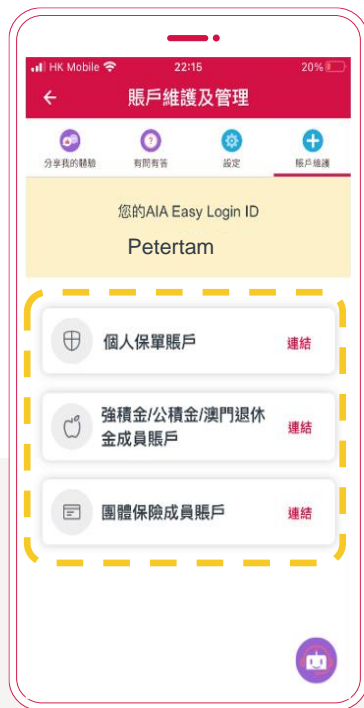 HK Mobile 22:15 20%
賬戶維護及管理
分享我的體驗 有問有答 設定 賬戶維護
您的AIA Easy Login ID
Petertam
個人保單賬戶 連結
強積金/公積金/澳門退休
金成員賬戶 連結
團體保險成員賬戶 連結